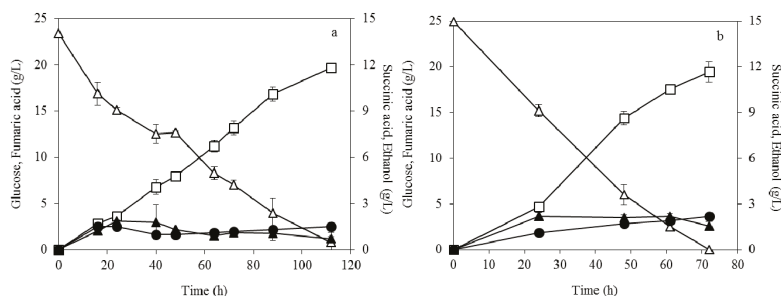 25
20
15
10
5
0
Glucose, Fumaric acid (g/L)
a
15
12
9
6
3
0
Succinic acid, Ethanol (g/L)
0 20 40 60 80 100 120
Time (h)
25
20
15
10
5
0
Glucose, Fumaric acid (g/L)
b
15
12
9
6
3
0
Succinic acid, Ethanol (g/L)
0 10 20 30 40 50 60 70 80
Time (h)